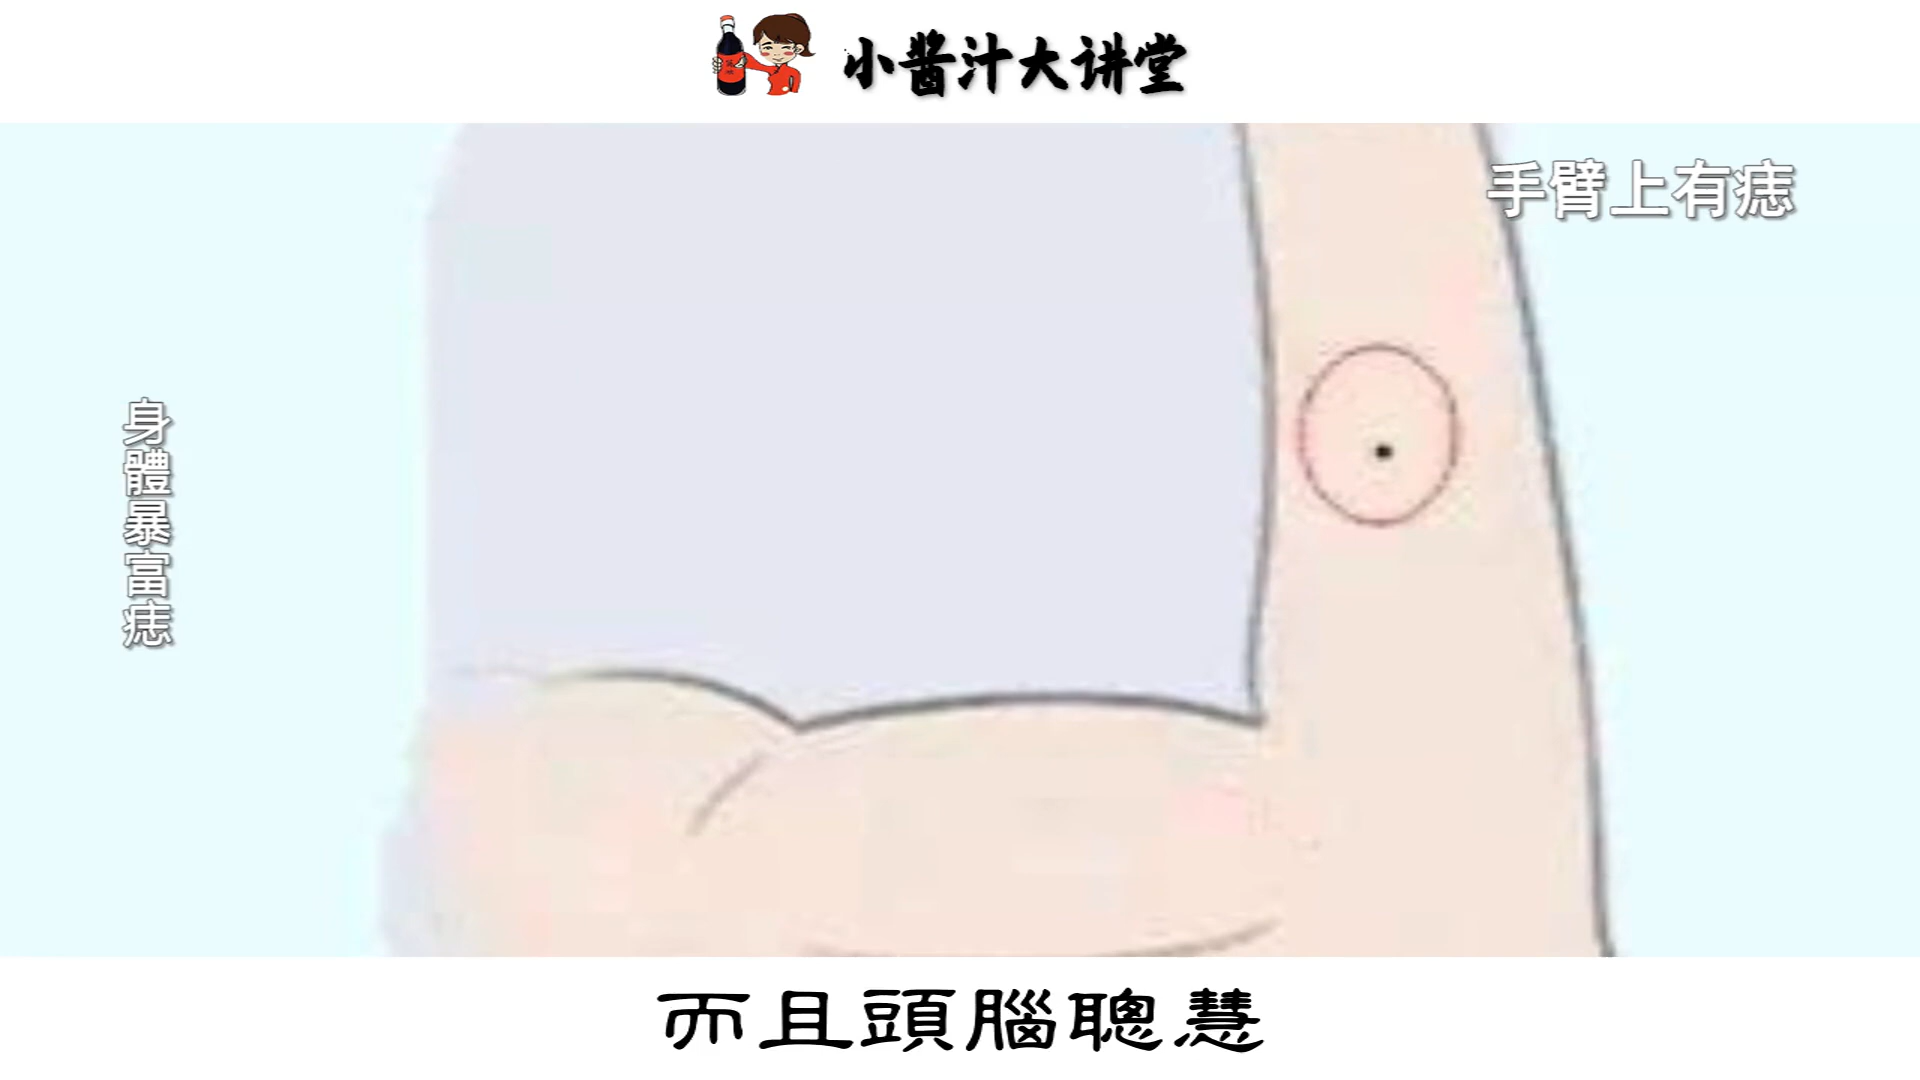 小酱汁大讲堂
手臂上有痣
身體暴富痣
而且頭腦聰慧